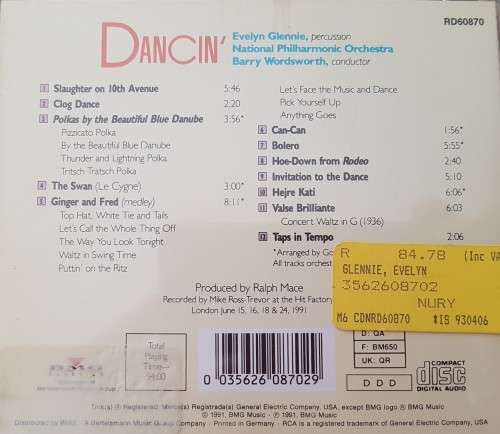 RD60870
DANCIN'
Evelyn Glennie, percussion
National Philharmonic Orchestra
Barry Wordsworth, conductor
1 Slaughter on 10th Avenue 5:46
2 Clog Dance 2:20
3 Polkas by the Beautiful Blue Danube 3:56*
Pizzicato Polka
By the Beautiful Blue Danube
Thunder and Lightning Polka
Tritsch Tratsch Polka
4 The Swan (Le Cygne) 3:00*
5 Ginger and Fred (medley) 8:11*
Top Hat, White Tie and Tails
Let's Call the Whole Thing Off
The Way You Look Tonight
Waltz in Swing Time
Puttin' on the Ritz
Let's Face the Music and Dance
Pick Yourself Up
Anything Goes
6 Can-Can 1:56*
7 Bolero 5:55*
8 Hoe-Down from Rodeo 2:40
9 Invitation to the Dance 5:10
10 Hejre Kati 6:06*
11 Valse Brilliante 6:03
Concert Waltz in G (1936)
12 Taps in Tempo 2:06
*Arranged by
All tracks
R 84.78 (Inc VA
GLENNIE, EVELYN
3562608702
NURY
M6 CDNRD60870 *IS 930406
Produced by Ralph Mace
Recorded by Mike Ross-Trevor at the Hit Factory
London June 15, 16, 18 & 24, 1991
BMG
Total
Playing
Time—
54:00
0 035626 087029
D: QA
F: BM650
UK: QR
D D D
COMPACT
disc
DIGITAL AUDIO
Tmk(s) ® Registered. Marca(s) Registrada(s) General Electric Company, USA, except BMG logo ® BMG Music
© 1991, BMG Music • ℗ 1991, BMG Music
Distributed by BMG A Bertelsmann Music Group Company. • Printed in Germany. • RCA is a registered trademark of General Electric Company, USA.